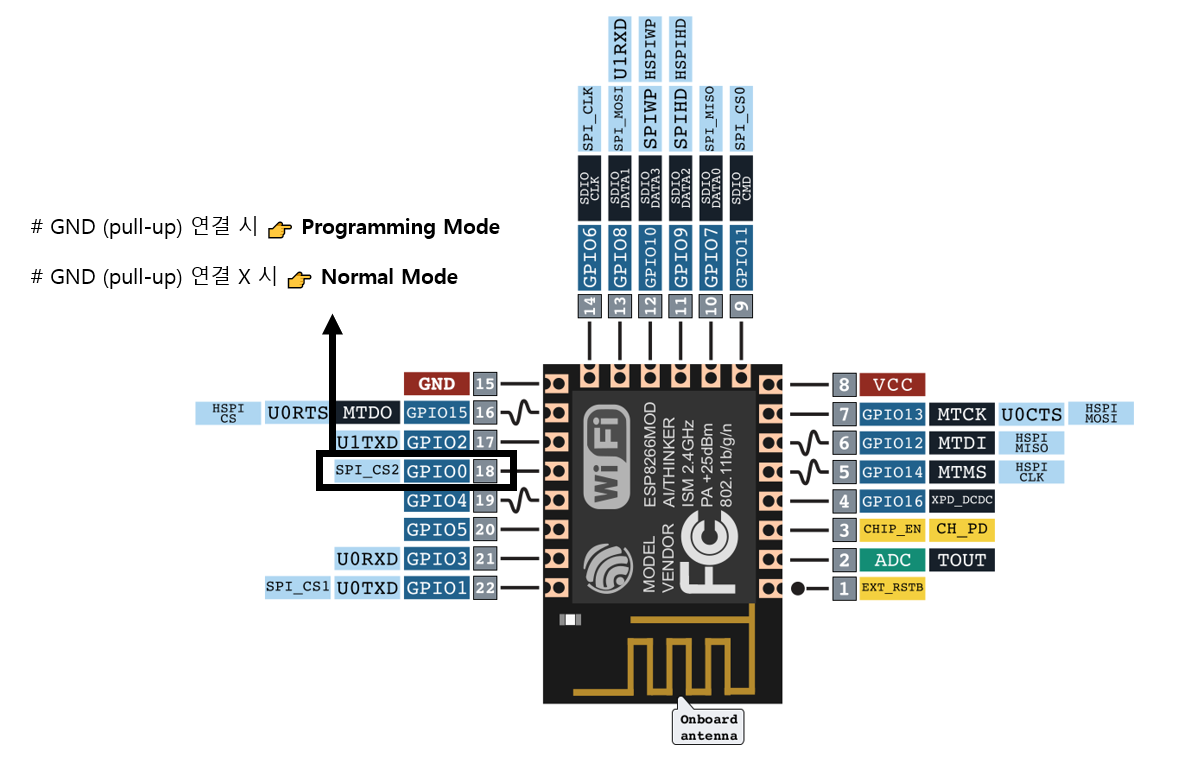 U1RXD
HSPIWP
HSPIHD
SPI_CLK
SPI_MOSI
SPIWP
SPIHD
SPI_MISO
SPI_CS0
SDIO
CLK
SDIO
DATA1
SDIO
DATA3
SDIO
DATA2
SDIO
DATA0
SDIO
CMD
GPIO6
GPIO8
GPIO10
GPIO9
GPIO7
GPIO11
14
13
12
11
10
9
# GND (pull-up) 연결 시 👉 Programming Mode
# GND (pull-up) 연결 X 시 👉 Normal Mode
GND 15
HSPI
CS
U0RTS MTDO GPIO15 16
U1TXD GPIO2 17
SPI_CS2 GPIO0 18
GPIO4 19
GPIO5 20
U0RXD GPIO3 21
SPI_CS1 U0TXD GPIO1 22
WiFi
ESP8266MOD
AI/THINKER
ISM 2.4GHz
PA +25dBm
802.11b/g/n
MODEL
VENDOR
FC
8 VCC
7 GPIO13 MTCK U0CTS
HSPI
MOSI
6 GPIO12 MTDI
HSPI
MISO
5 GPIO14 MTMS
HSPI
CLK
4 GPIO16 XPD_DCDC
3 CHIP_EN CH_PD
2 ADC TOUT
1 EXT_RSTB
Onboard
antenna